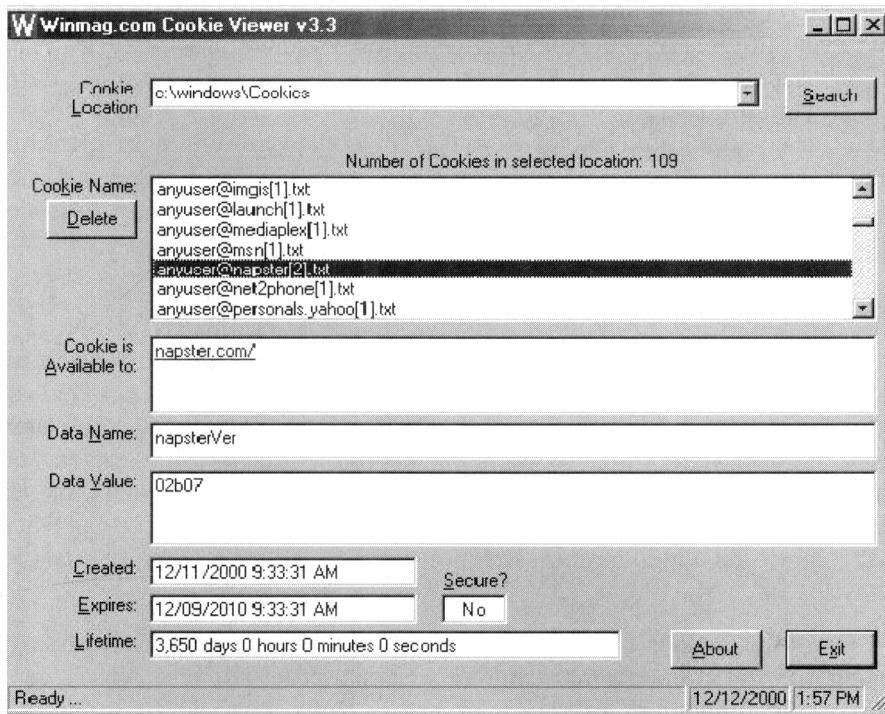 W Winmag.com Cookie Viewer v3.3
Cookie
Location
c:\windows\Cookies
Search
Number of Cookies in selected location: 109
Cookie Name:
Delete
anyuser@imgis[1].txt
anyuser@launch[1].txt
anyuser@mediaplex[1].txt
anyuser@msn[1].txt
anyuser@napster[2].txt
anyuser@net2phone[1].txt
anyuser@personals.yahoo[1].txt
Cookie is
Available to:
napster.com/'
Data Name:
napsterVer
Data Value:
02b07
Created:
12/11/2000 9:33:31 AM
Secure?
Expires:
12/09/2010 9:33:31 AM
No
Lifetime:
3,650 days 0 hours 0 minutes 0 seconds
About
Exit
Ready ...
12/12/2000
1:57 PM